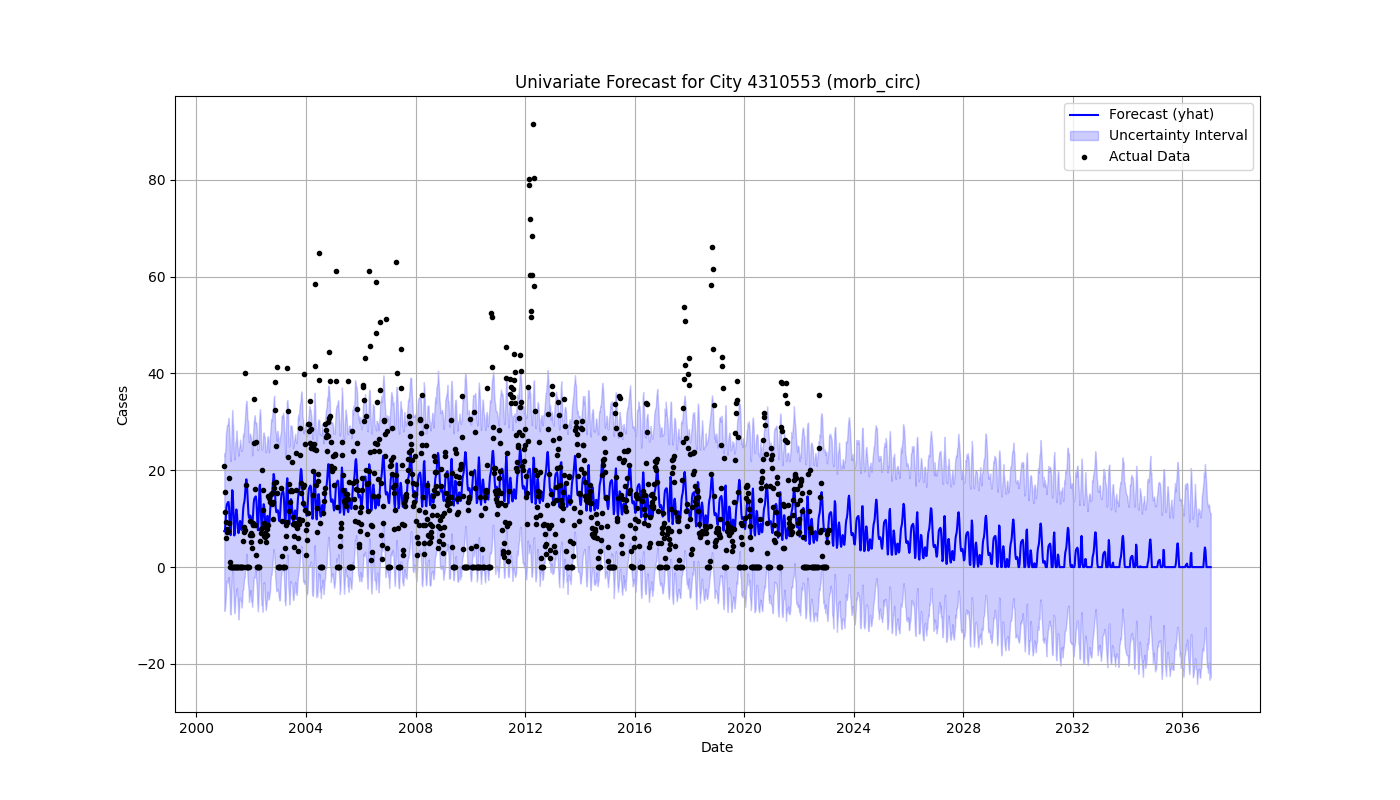 Univariate Forecast for City 4310553 (morb_circ)
Forecast (yhat)
Uncertainty Interval
Actual Data
Cases
80
60
40
20
0
−20
2000 2004 2008 2012 2016 2020 2024 2028 2032 2036
Date